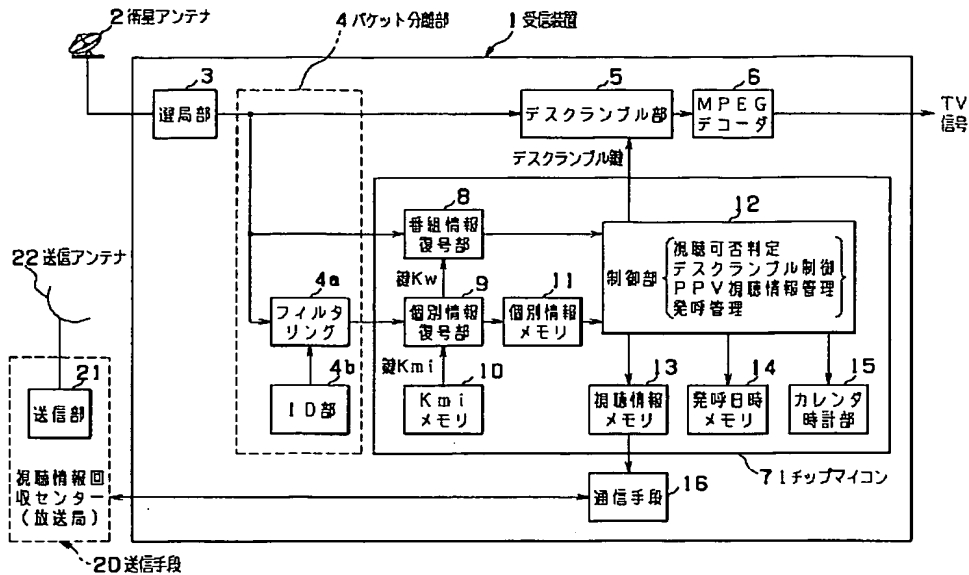 2 衛星アンテナ
4 パケット分離部
1 受信装置
3
選局部
5
デスクランブル部
6
MPEG
デコーダ
TV
信号
デスクランブル鍵
8
番組情報
復号部
12
制御部
視聴可否判定
デスクランブル制御
PPV視聴情報管理
発呼管理
22 送信アンテナ
鍵Kw
4a
フィルタ
リング
9
個別情報
復号部
11
個別情報
メモリ
鍵Kmi
4b
ID部
10
Kmi
メモリ
13
視聴情報
メモリ
14
発呼日時
メモリ
15
カレンダ
時計部
21
送信部
視聴情報回
収センター
(放送局)
7 1チップマイコン
16
通信手段
20 送信手段